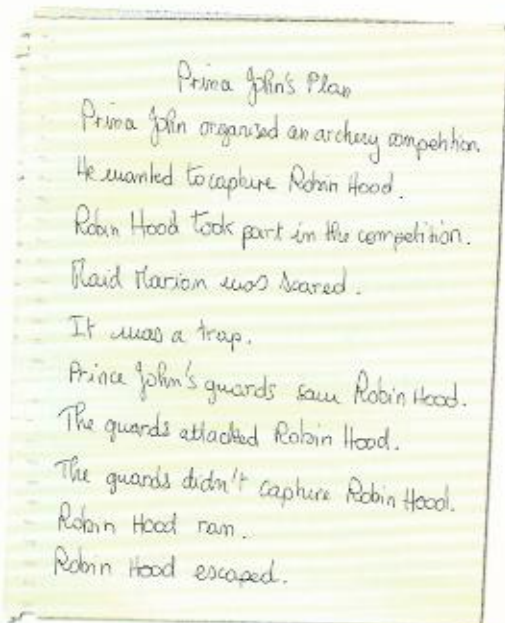 Prince John's Plan
Prince John organised an archery competition.
He wanted to capture Robin Hood.
Robin Hood took part in the competition.
Maid Marion was scared.
It was a trap.
Prince John's guards saw Robin Hood.
The guards attacked Robin Hood.
The guards didn't capture Robin Hood.
Robin Hood ran.
Robin Hood escaped.